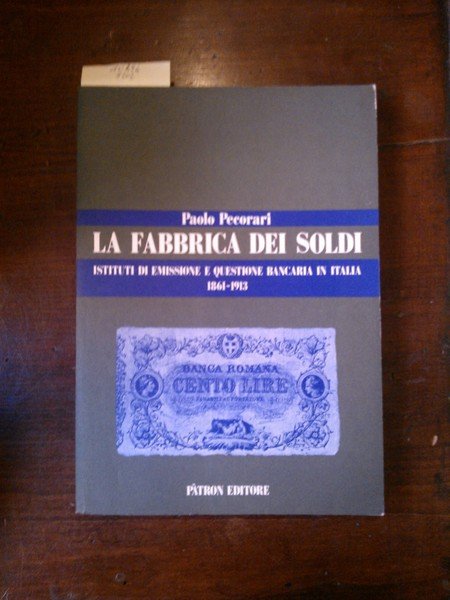 Paolo Pecorari
LA FABBRICA DEI SOLDI
ISTITUTI DI EMISSIONE E QUESTIONE BANCARIA IN ITALIA
1861-1913
BANCA ROMANA
CENTO LIRE
PÀTRON EDITORE